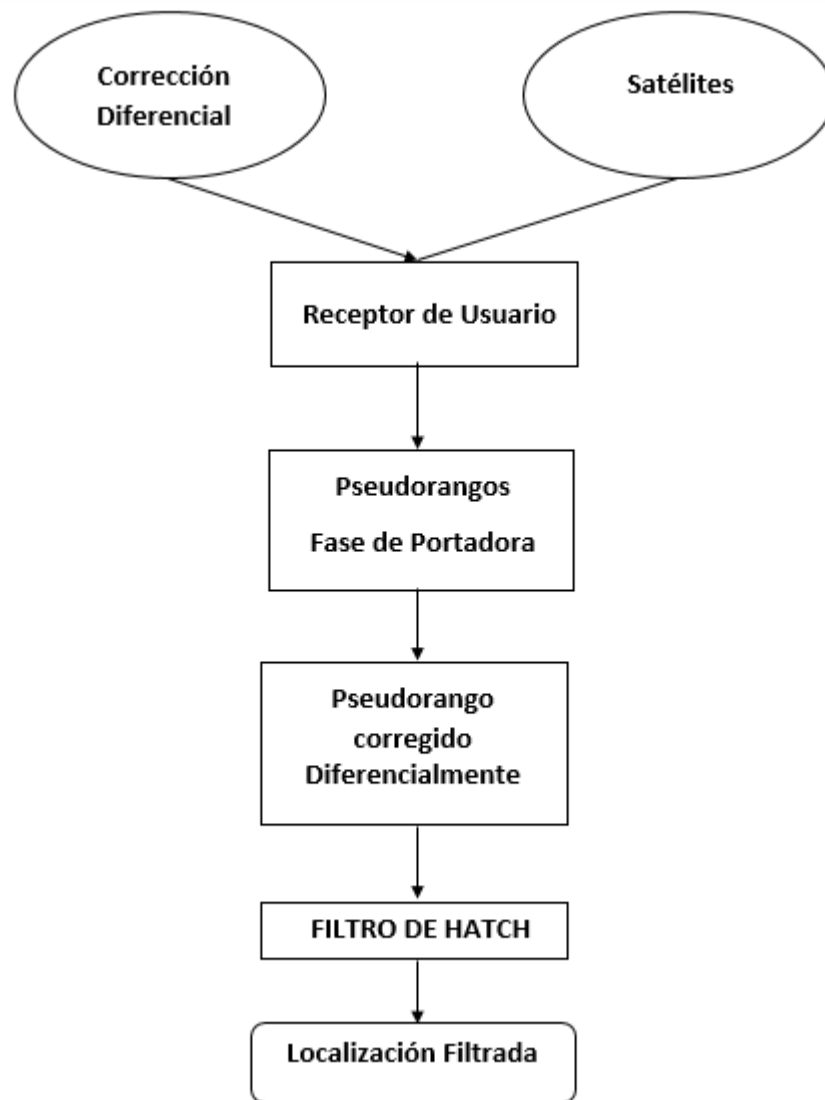 Corrección
Diferencial
Satélites
Receptor de Usuario
Pseudorangos
Fase de Portadora
Pseudorango
corregido
Diferencialmente
FILTRO DE HATCH
Localización Filtrada